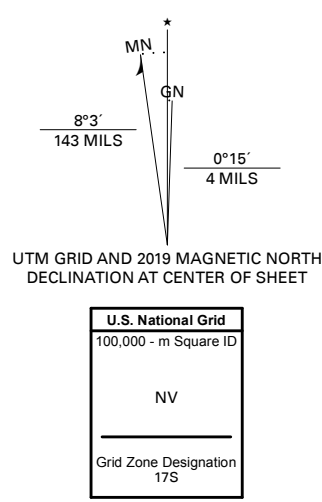 ★
MN
GN
8°3´
143 MILS
0°15´
4 MILS
UTM GRID AND 2019 MAGNETIC NORTH
DECLINATION AT CENTER OF SHEET
U.S. National Grid
100,000 - m Square ID
NV
Grid Zone Designation
17S